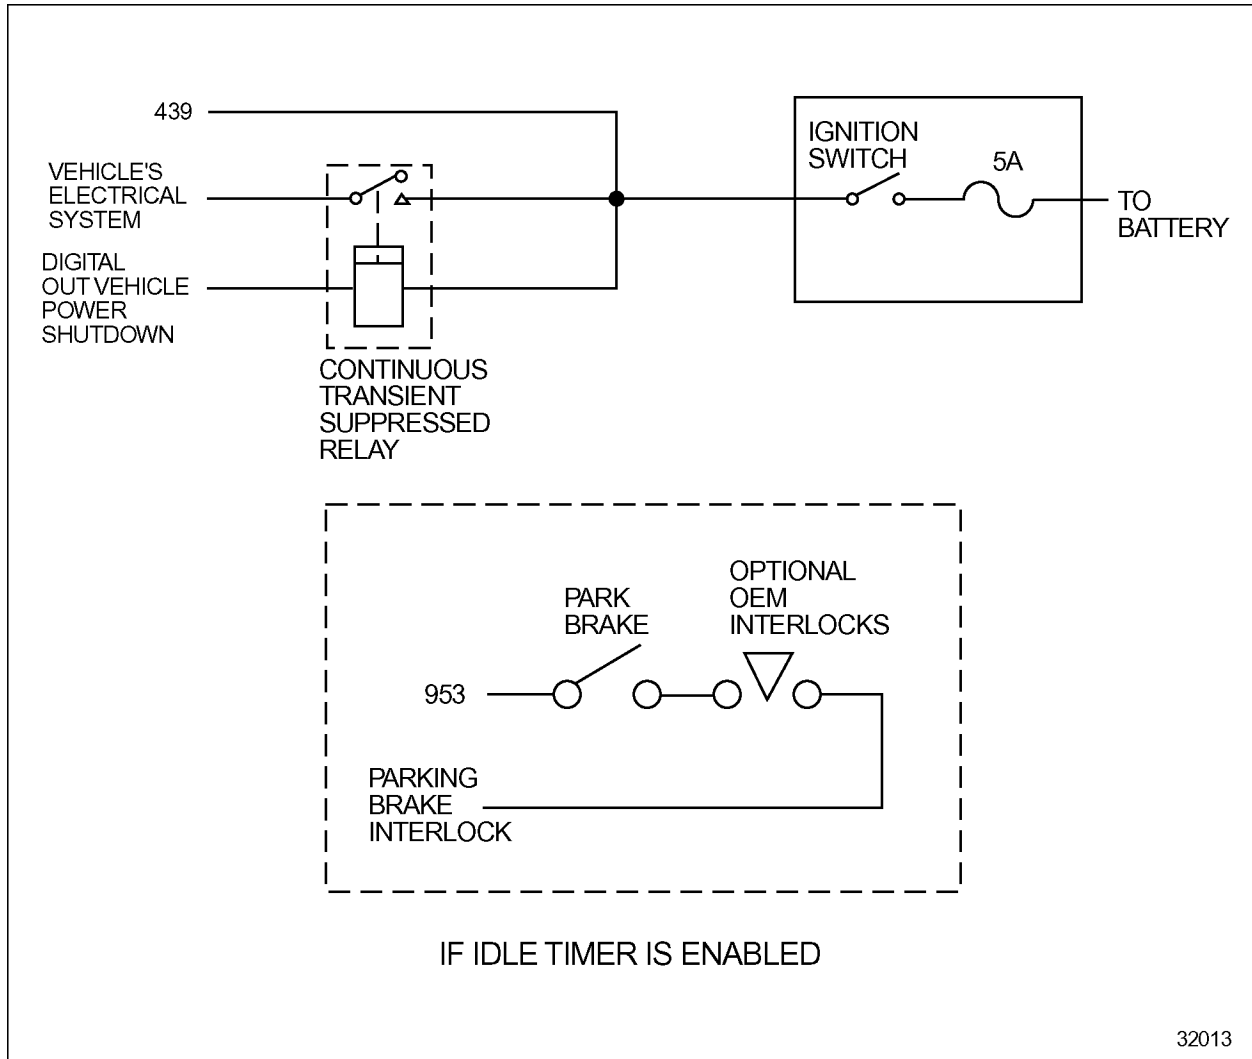 439
VEHICLE'S
ELECTRICAL
SYSTEM
DIGITAL
OUT VEHICLE
POWER
SHUTDOWN
CONTINUOUS
TRANSIENT
SUPPRESSED
RELAY
IGNITION
SWITCH
5A
TO
BATTERY
PARK
BRAKE
OPTIONAL
OEM
INTERLOCKS
953
PARKING
BRAKE
INTERLOCK
IF IDLE TIMER IS ENABLED
32013